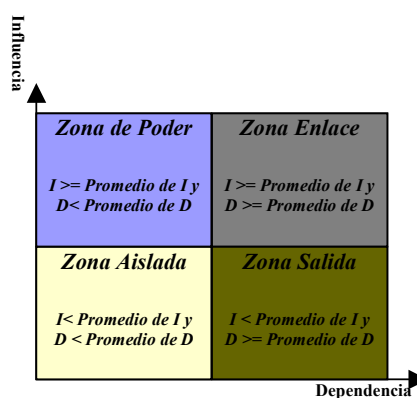 Influencia
Zona de Poder
I >= Promedio de I y
D< Promedio de D
Zona Enlace
I >= Promedio de I y
D >= Promedio de D
Zona Aislada
I< Promedio de I y
D < Promedio de D
Zona Salida
I < Promedio de I y
D >= Promedio de D
Dependencia